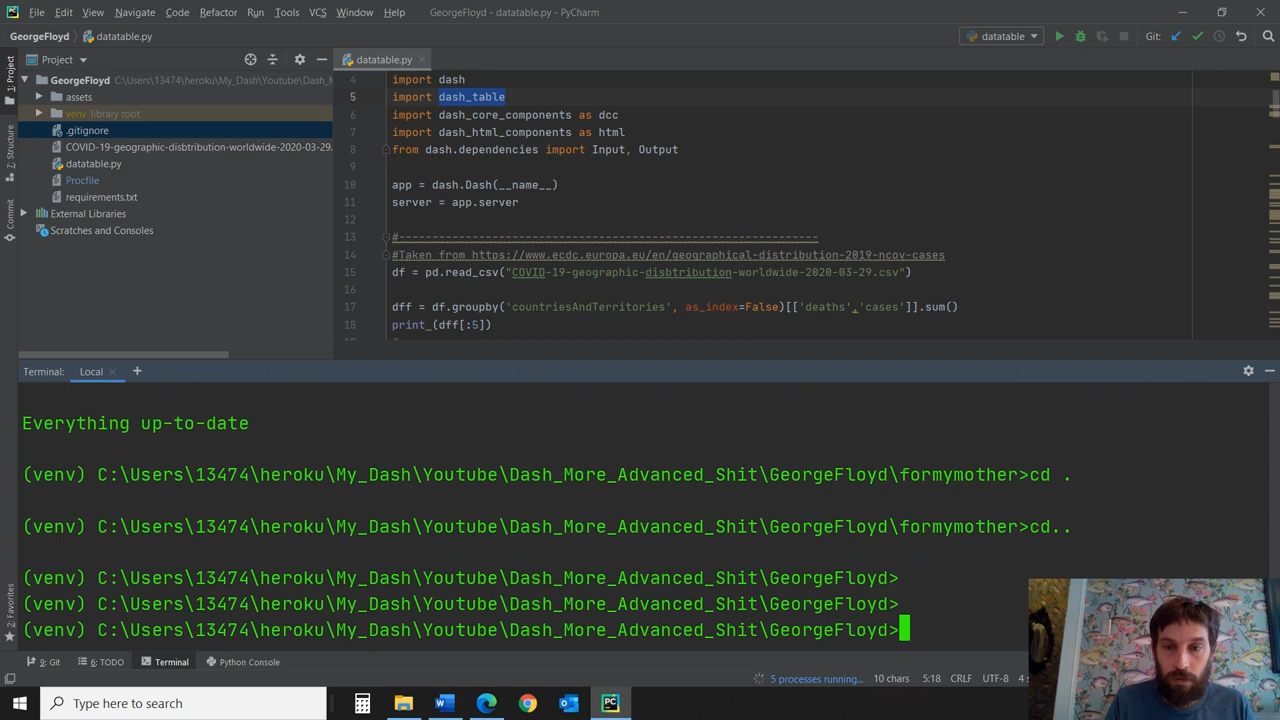 File Edit View Navigate Code Refactor Run Tools VCS Window Help GeorgeFloyd - datatable.py - PyCharm
GeorgeFloyd datatable.py datatable Git:
1: Project
Project
datatable.py
GeorgeFloyd C:\Users\13474\heroku\My_Dash\Youtube\Dash_
assets
venv library root
.gitignore
COVID-19-geographic-disbtribution-worldwide-2020-03-29.
datatable.py
Procfile
requirements.txt
External Libraries
Scratches and Consoles
Structure
Commit
4 import dash
5 import dash_table
6 import dash_core_components as dcc
7 import dash_html_components as html
8 from dash.dependencies import Input, Output
9
10 app = dash.Dash(__name__)
11 server = app.server
12
13 #---------------------------------------------------------------
14 #Taken from https://www.ecdc.europa.eu/en/geographical-distribution-2019-ncov-cases
15 df = pd.read_csv("COVID-19-geographic-disbtribution-worldwide-2020-03-29.csv")
16
17 dff = df.groupby('countriesAndTerritories', as_index=False)[['deaths','cases']].sum()
18 print (dff[:5])
Terminal: Local
Everything up-to-date
(venv) C:\Users\13474\heroku\My_Dash\Youtube\Dash_More_Advanced_Shit\GeorgeFloyd\formymother>cd .
(venv) C:\Users\13474\heroku\My_Dash\Youtube\Dash_More_Advanced_Shit\GeorgeFloyd\formymother>cd..
(venv) C:\Users\13474\heroku\My_Dash\Youtube\Dash_More_Advanced_Shit\GeorgeFloyd>
(venv) C:\Users\13474\heroku\My_Dash\Youtube\Dash_More_Advanced_Shit\GeorgeFloyd>
(venv) C:\Users\13474\heroku\My_Dash\Youtube\Dash_More_Advanced_Shit\GeorgeFloyd>
2: Favorites
9: Git 6: TODO Terminal Python Console
5 processes running... 10 chars 5:18 CRLF UTF-8 4 s
Type here to search